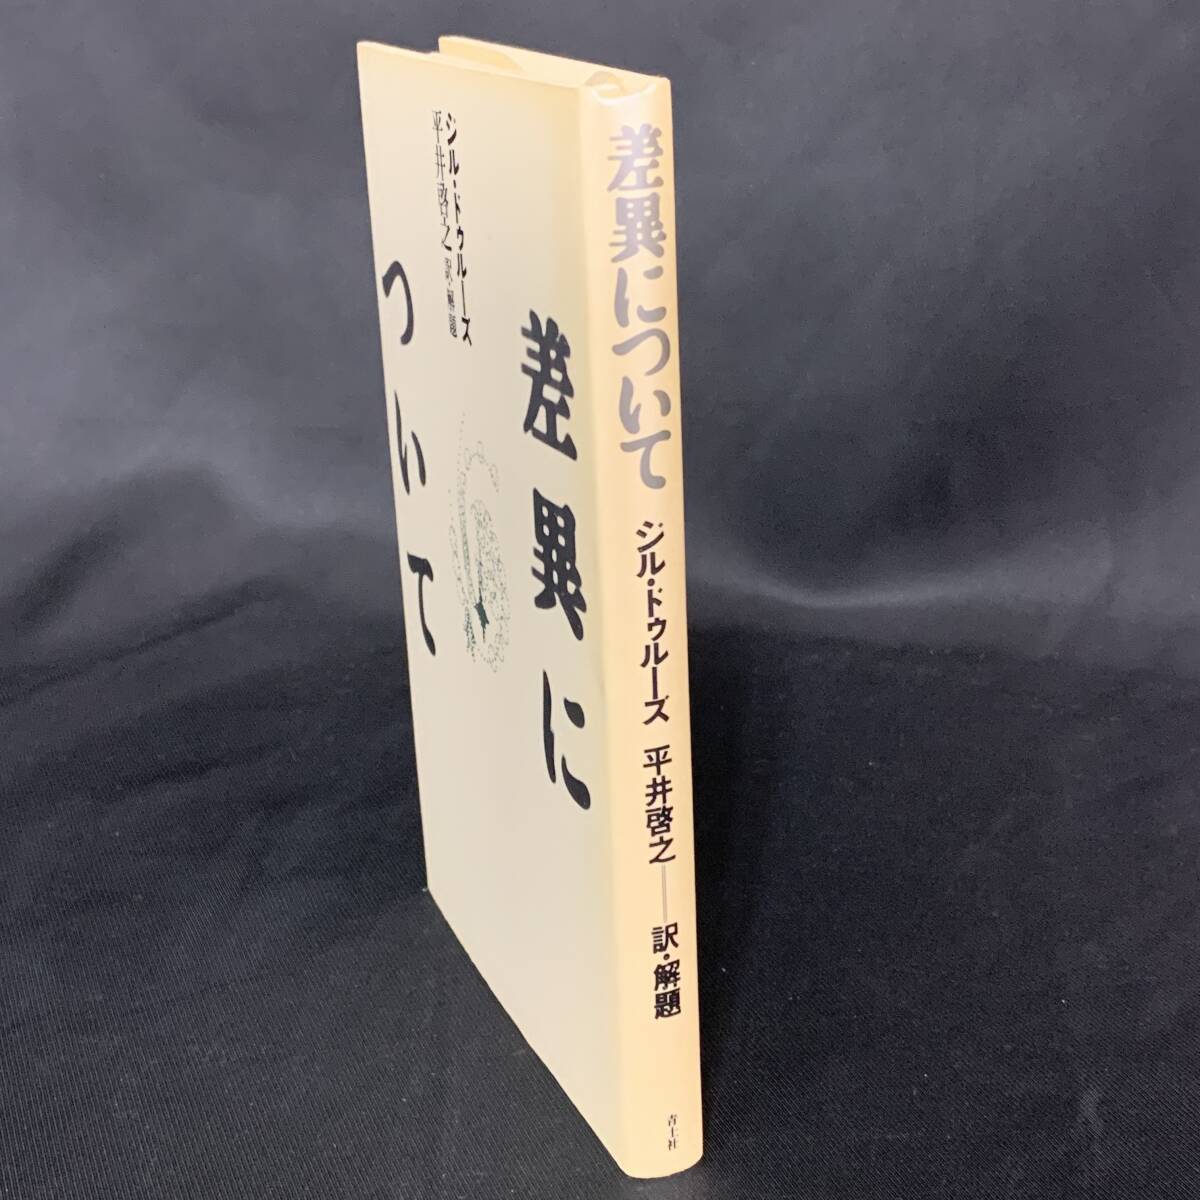 差異に
ついて
ジル・ドゥルーズ
平井啓之 訳・解題
差異について ジル・ドゥルーズ 平井啓之──訳・解題
青土社